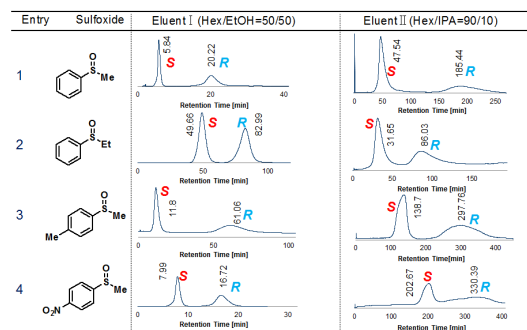 Entry Sulfoxide Eluent Ⅰ (Hex/EtOH=50/50) Eluent Ⅱ (Hex/IPA=90/10)
1
O
S
Me
5.84
S
20.22
R
0 20 40
Retention Time [min]
47.54
S
185.44
R
0 50 100 150 200 250
Retention Time [min]
2
O
S
Et
49.66
S
R
82.99
0 50 100
Retention Time [min]
S
31.65
86.03
R
0 50 100 150
Retention Time [min]
3
O
S
Me
Me
S
11.8
61.06
R
0 50 100
Retention Time [min]
S
138.7
297.76
R
0 100 200 300 400
Retention Time [min]
4
O
S
Me
O₂N
7.99
S
16.72
R
0 10 20 30
Retention Time [min]
202.67
S
330.39
R
0 100 200 300 400
Retention Time [min]